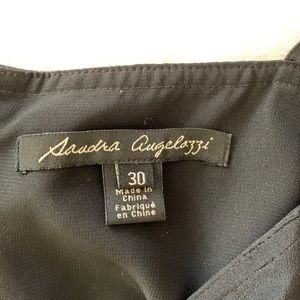 Sandra Angelozzi
30
Made in
China
Fabriqué
en Chine